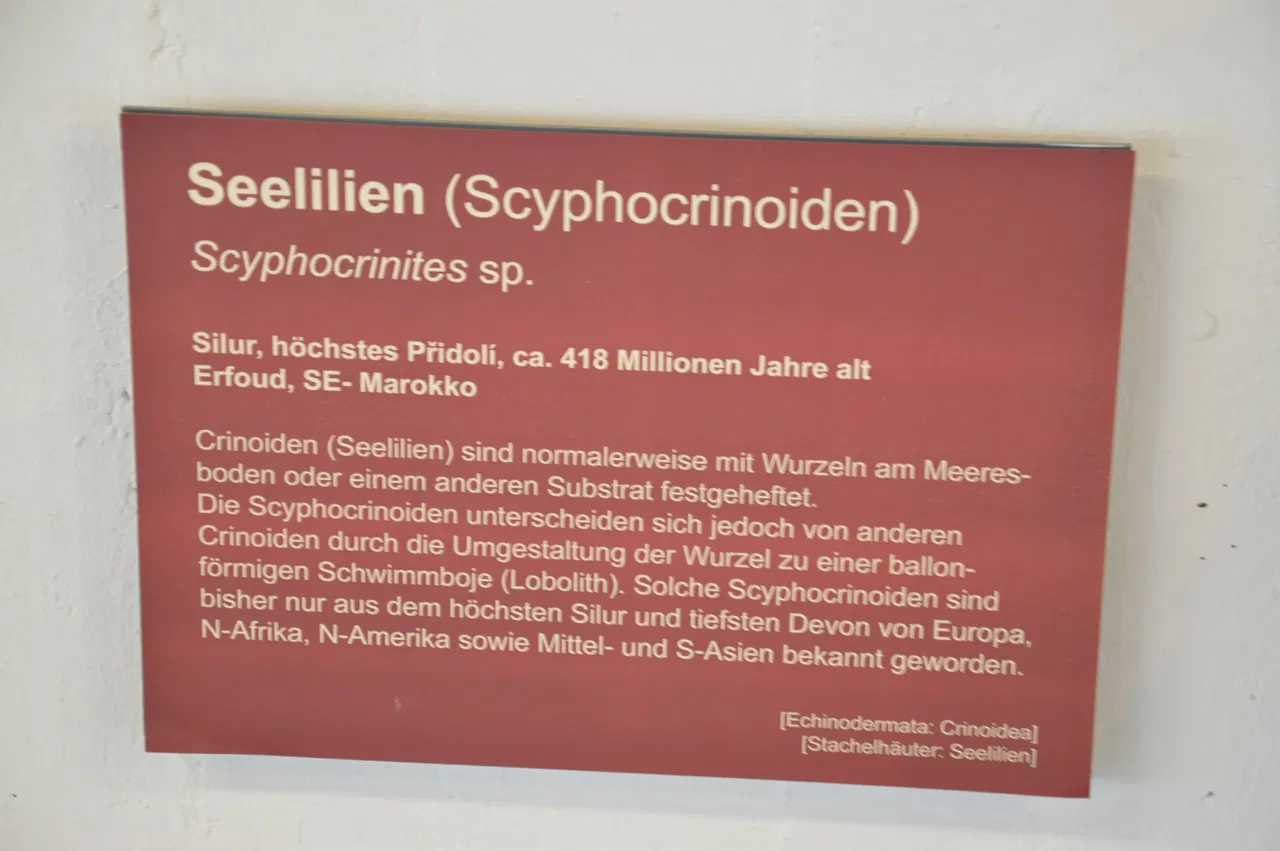 Seelilien (Scyphocrinoiden)
Scyphocrinites sp.
Silur, höchstes Přidolí, ca. 418 Millionen Jahre alt
Erfoud, SE- Marokko
Crinoiden (Seelilien) sind normalerweise mit Wurzeln am Meeres-
boden oder einem anderen Substrat festgeheftet.
Die Scyphocrinoiden unterscheiden sich jedoch von anderen
Crinoiden durch die Umgestaltung der Wurzel zu einer ballon-
förmigen Schwimmboje (Lobolith). Solche Scyphocrinoiden sind
bisher nur aus dem höchsten Silur und tiefsten Devon von Europa,
N-Afrika, N-Amerika sowie Mittel- und S-Asien bekannt geworden.
[Echinodermata: Crinoidea]
[Stachelhäuter: Seelilien]